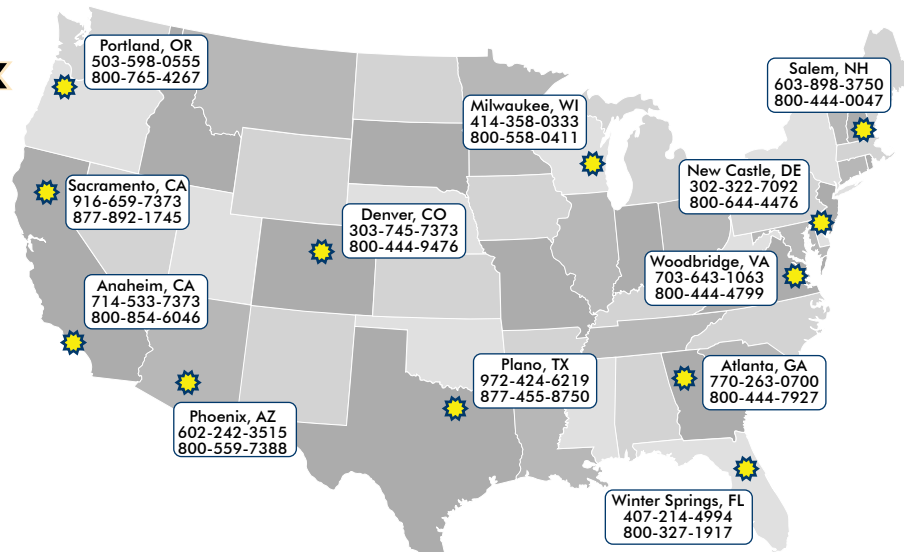 Portland, OR
503-598-0555
800-765-4267
Salem, NH
603-898-3750
800-444-0047
Milwaukee, WI
414-358-0333
800-558-0411
New Castle, DE
302-322-7092
800-644-4476
Sacramento, CA
916-659-7373
877-892-1745
Denver, CO
303-745-7373
800-444-9476
Woodbridge, VA
703-643-1063
800-444-4799
Anaheim, CA
714-533-7373
800-854-6046
Plano, TX
972-424-6219
877-455-8750
Atlanta, GA
770-263-0700
800-444-7927
Phoenix, AZ
602-242-3515
800-559-7388
Winter Springs, FL
407-214-4994
800-327-1917